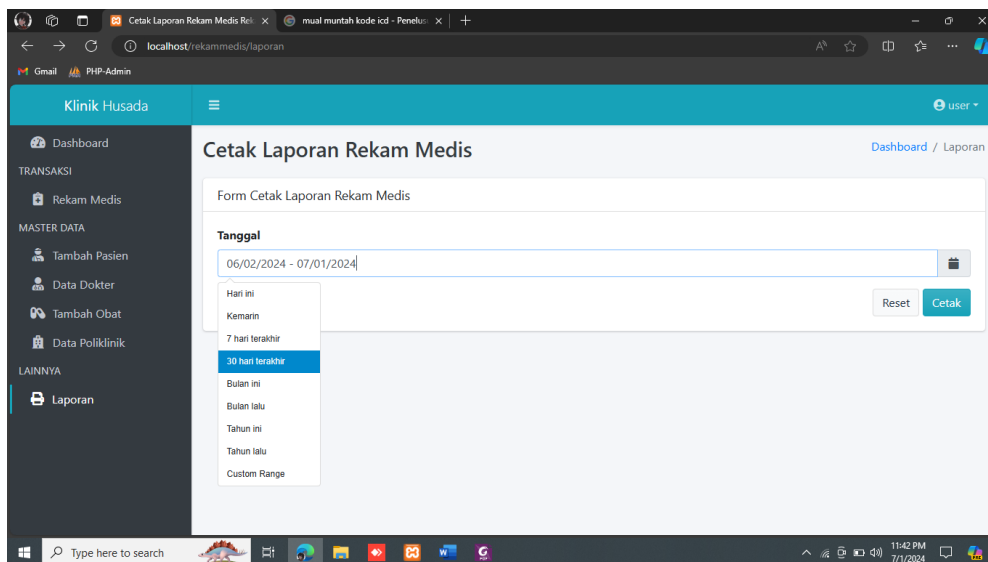 Cetak Laporan Rekam Medis Rek
mual muntah kode icd - Penelus
localhost/rekammedis/laporan
Gmail
PHP-Admin
Klinik Husada
user
Dashboard
TRANSAKSI
Rekam Medis
MASTER DATA
Tambah Pasien
Data Dokter
Tambah Obat
Data Poliklinik
LAINNYA
Laporan
Cetak Laporan Rekam Medis
Dashboard / Laporan
Form Cetak Laporan Rekam Medis
Tanggal
06/02/2024 - 07/01/2024
Hari ini
Kemarin
7 hari terakhir
30 hari terakhir
Bulan ini
Bulan lalu
Tahun ini
Tahun lalu
Custom Range
Reset
Cetak
Type here to search
11:42 PM
7/1/2024